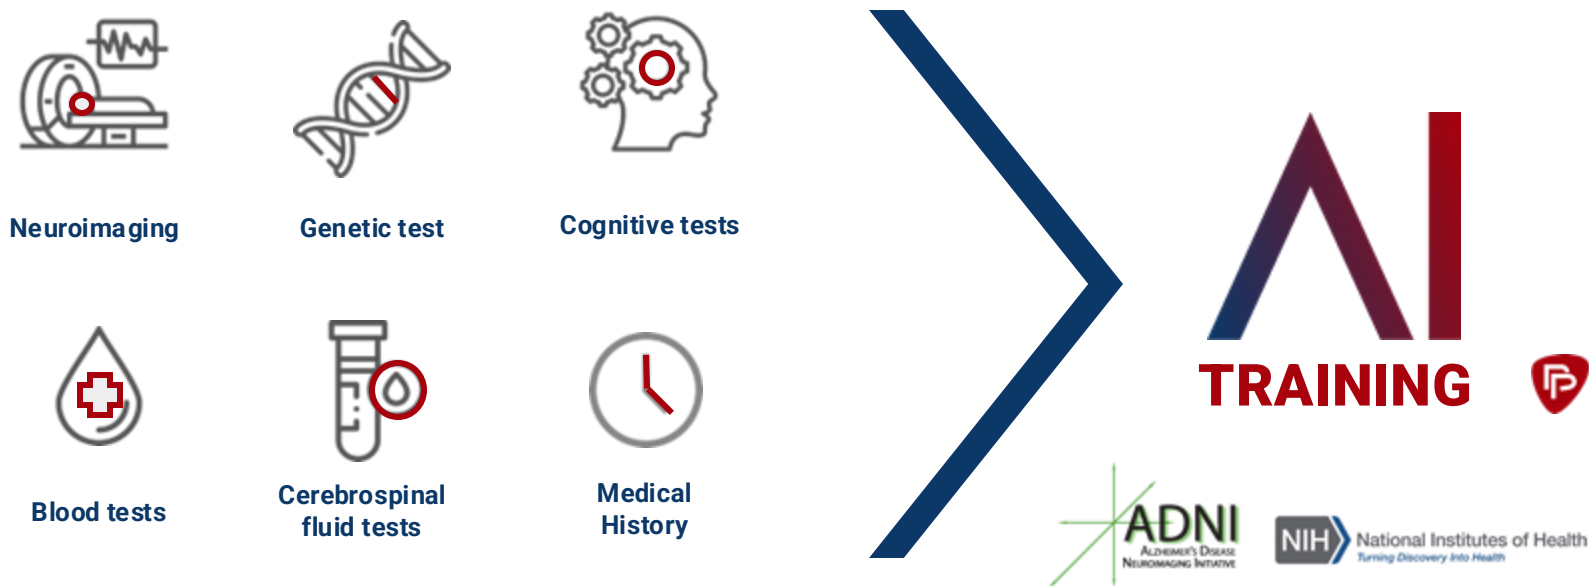 Neuroimaging
Genetic test
Cognitive tests
Blood tests
Cerebrospinal
fluid tests
Medical
History
AI
TRAINING
PP
ADNI
ALZHEIMER'S DISEASE
NEUROIMAGING INITIATIVE
NIH
National Institutes of Health
Turning Discovery Into Health